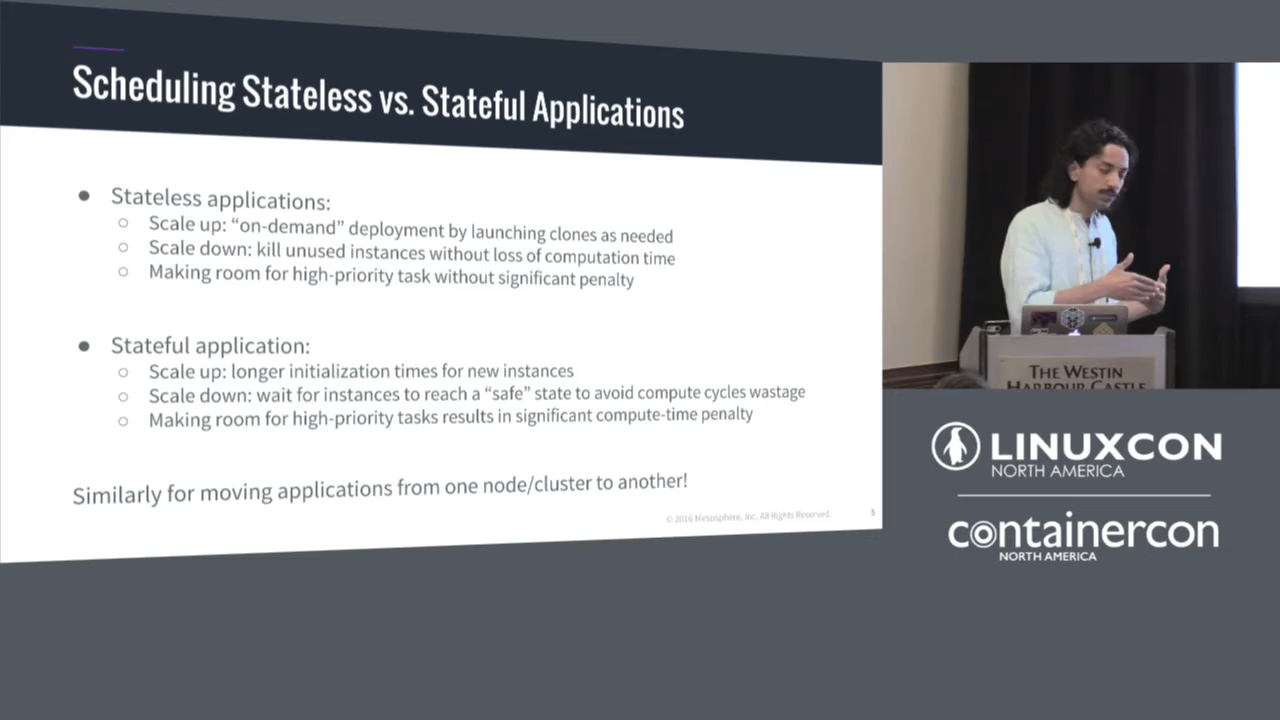 Scheduling Stateless vs. Stateful Applications
● Stateless applications:
○ Scale up: “on-demand” deployment by launching clones as needed
○ Scale down: kill unused instances without loss of computation time
○ Making room for high-priority task without significant penalty
● Stateful application:
○ Scale up: longer initialization times for new instances
○ Scale down: wait for instances to reach a “safe” state to avoid compute cycles wastage
○ Making room for high-priority tasks results in significant compute-time penalty
Similarly for moving applications from one node/cluster to another!
© 2016 Mesosphere, Inc. All Rights Reserved.
5
THE WESTIN
HARBOUR CASTLE
LINUXCON
NORTH AMERICA
containercon
NORTH AMERICA